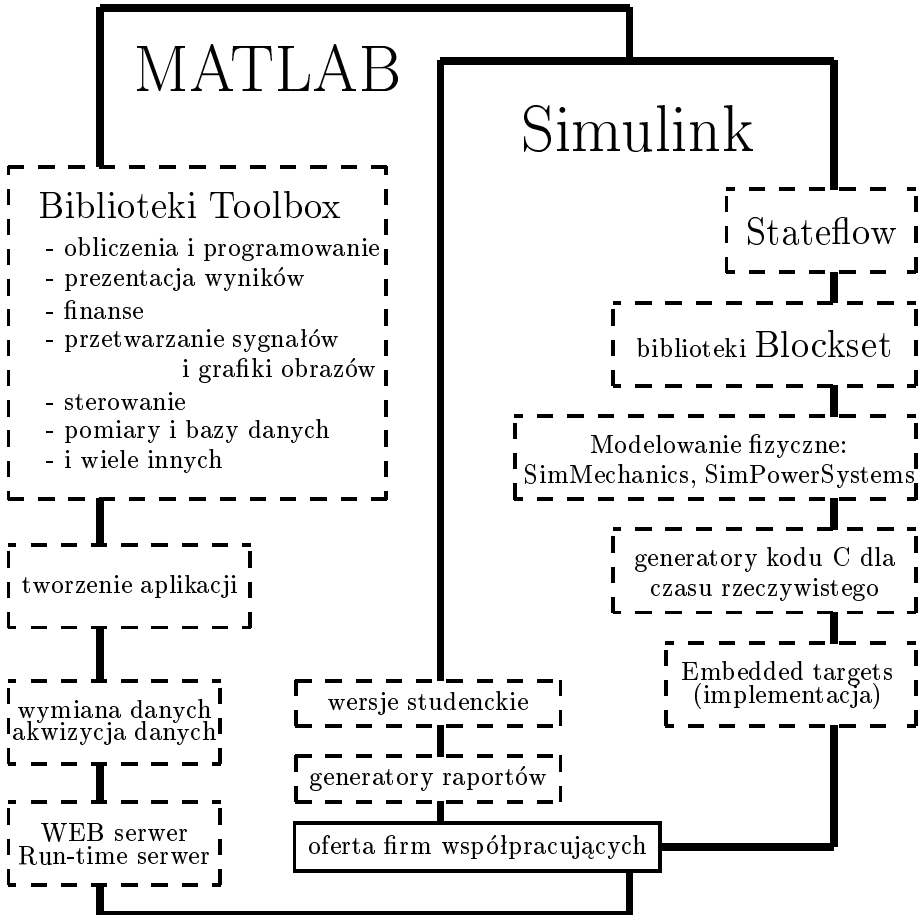 MATLAB
Simulink
Biblioteki Toolbox
- obliczenia i programowanie
- prezentacja wyników
- finanse
- przetwarzanie sygnałów
i grafiki obrazów
- sterowanie
- pomiary i bazy danych
- i wiele innych
tworzenie aplikacji
wymiana danych
akwizycja danych
WEB serwer
Run-time serwer
wersje studenckie
generatory raportów
oferta firm współpracujących
Stateflow
biblioteki Blockset
Modelowanie fizyczne:
SimMechanics, SimPowerSystems
generatory kodu C dla
czasu rzeczywistego
Embedded targets
(implementacja)